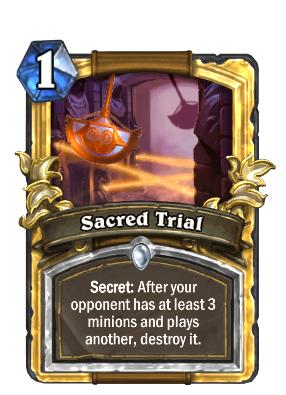 1
Sacred Trial
Secret: After your
opponent has at least 3
minions and plays
another, destroy it.